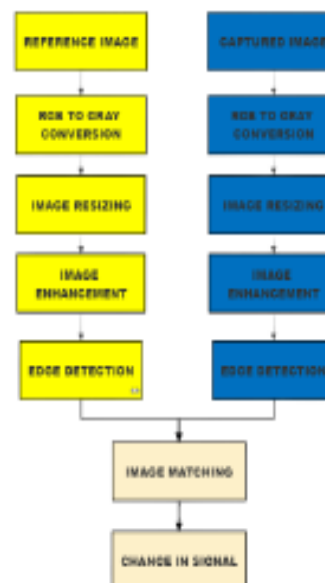 REFERENCE IMAGE
CAPTURED IMAGE
RGB TO GRAY
CONVERSION
RGB TO GRAY
CONVERSION
IMAGE RESIZING
IMAGE RESIZING
IMAGE
ENHANCEMENT
IMAGE
ENHANCEMENT
EDGE DETECTION
EDGE DETECTION
IMAGE MATCHING
CHANGE IN SIGNAL